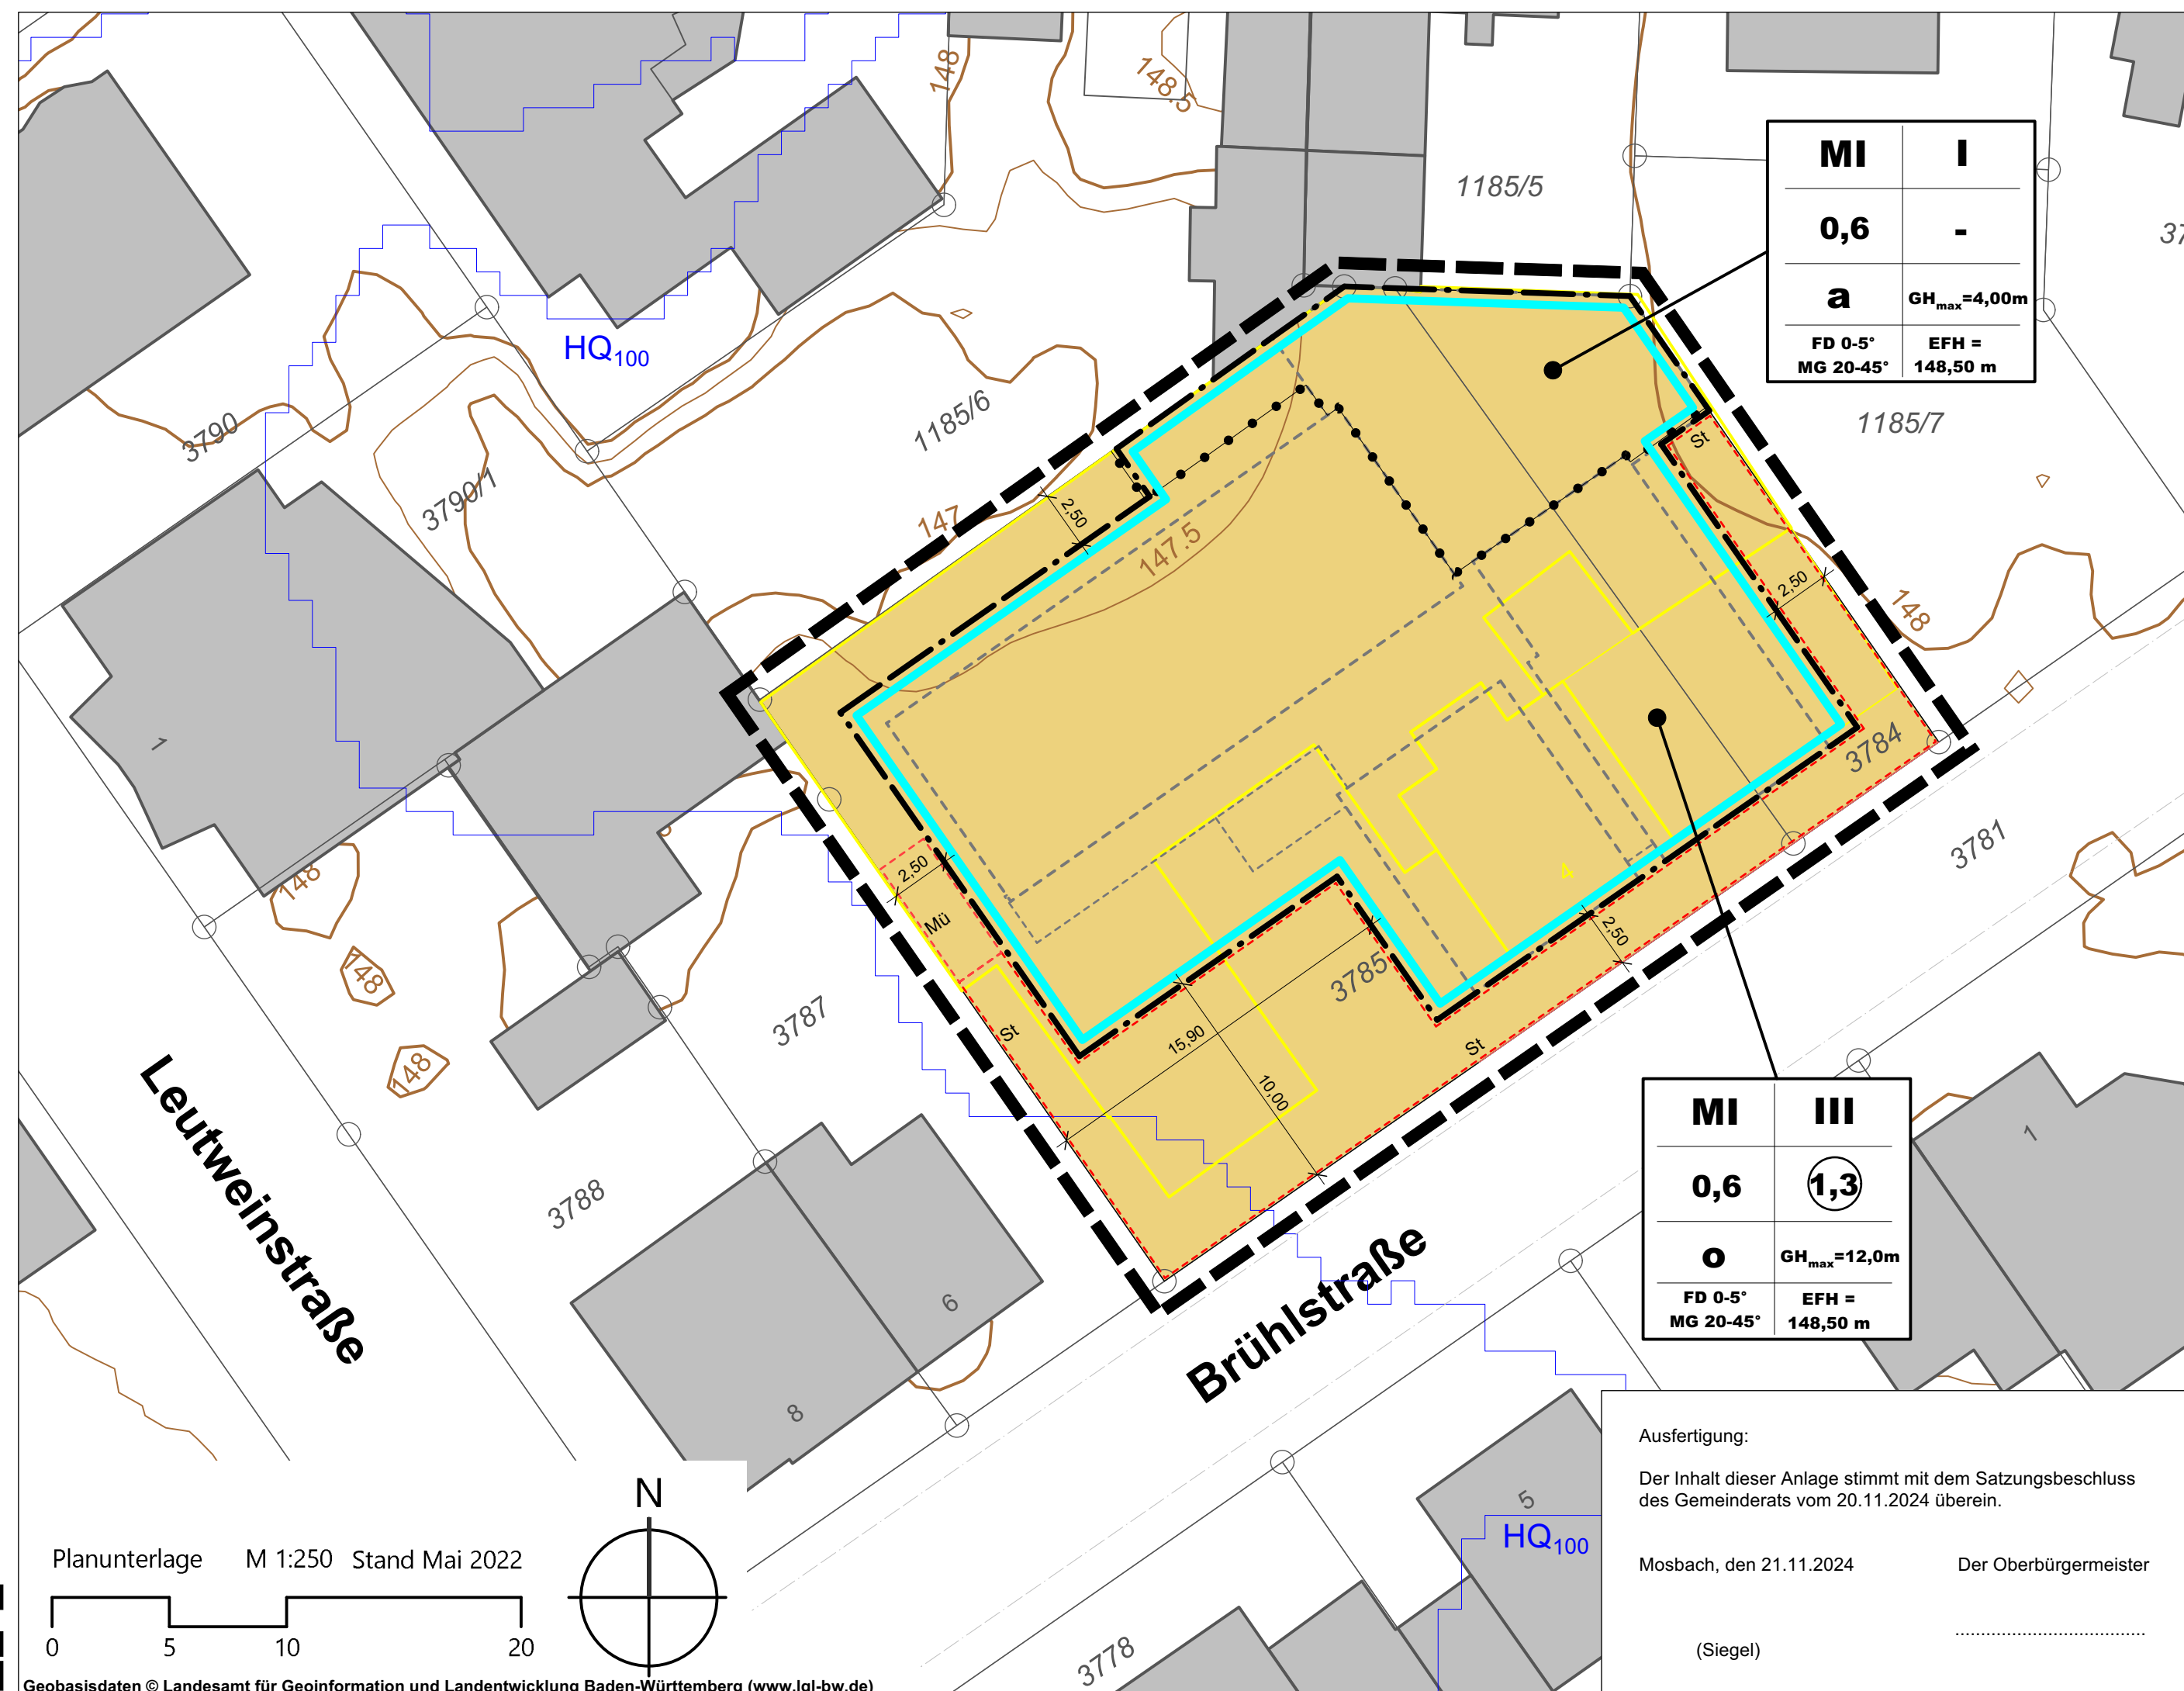 148
148.5
1185/5
MI I
0,6 -
a GHmax=4,00m
FD 0-5° EFH =
MG 20-45° 148,50 m
HQ100
3790
1185/6
1185/7
3790/1
St
2,50
147
147.5
2,50
148
1
3784
4
3781
2,50
Mü
2,50
148
3785
148
3787
St
15,90
St
148
10,00
MI III
0,6 1,3
o GHmax=12,0m
FD 0-5° EFH =
MG 20-45° 148,50 m
1
Leutweinstraße
3788
6
8
Brühlstraße
5
HQ100
3778
N
Planunterlage M 1:250 Stand Mai 2022
0 5 10 20
Geobasisdaten © Landesamt für Geoinformation und Landentwicklung Baden-Württemberg (www.lgl-bw.de)
Ausfertigung:
Der Inhalt dieser Anlage stimmt mit dem Satzungsbeschluss
des Gemeinderats vom 20.11.2024 überein.
Mosbach, den 21.11.2024 Der Oberbürgermeister
(Siegel)